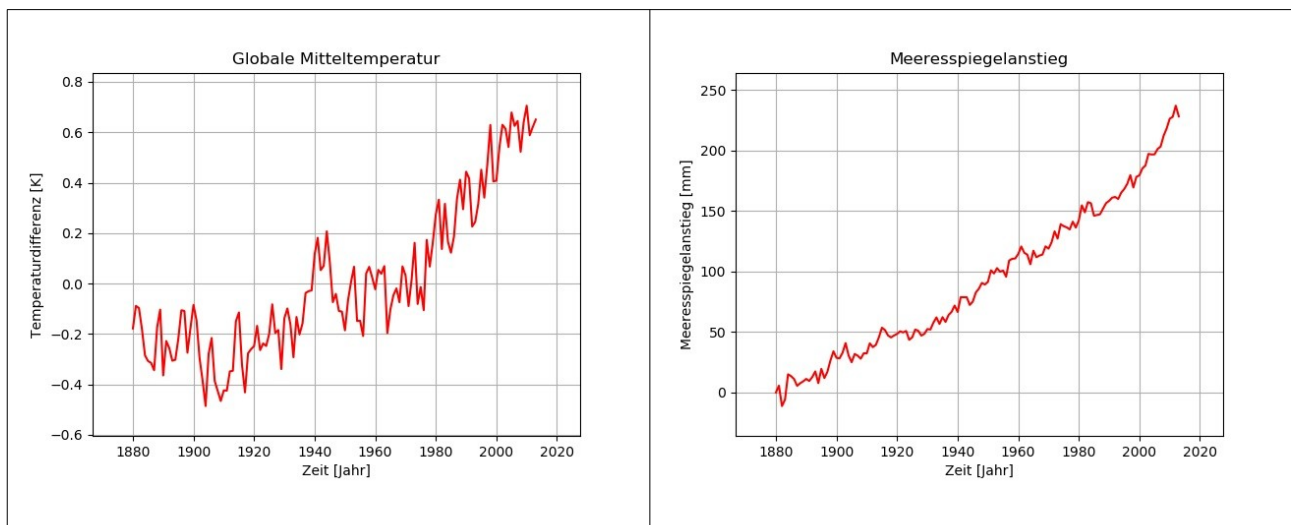 Globale Mitteltemperatur
0.8
0.6
0.4
0.2
0.0
−0.2
−0.4
−0.6
Temperaturdifferenz [K]
1880 1900 1920 1940 1960 1980 2000 2020
Zeit [Jahr]
Meeresspiegelanstieg
250
200
150
100
50
0
Meeresspiegelanstieg [mm]
1880 1900 1920 1940 1960 1980 2000 2020
Zeit [Jahr]